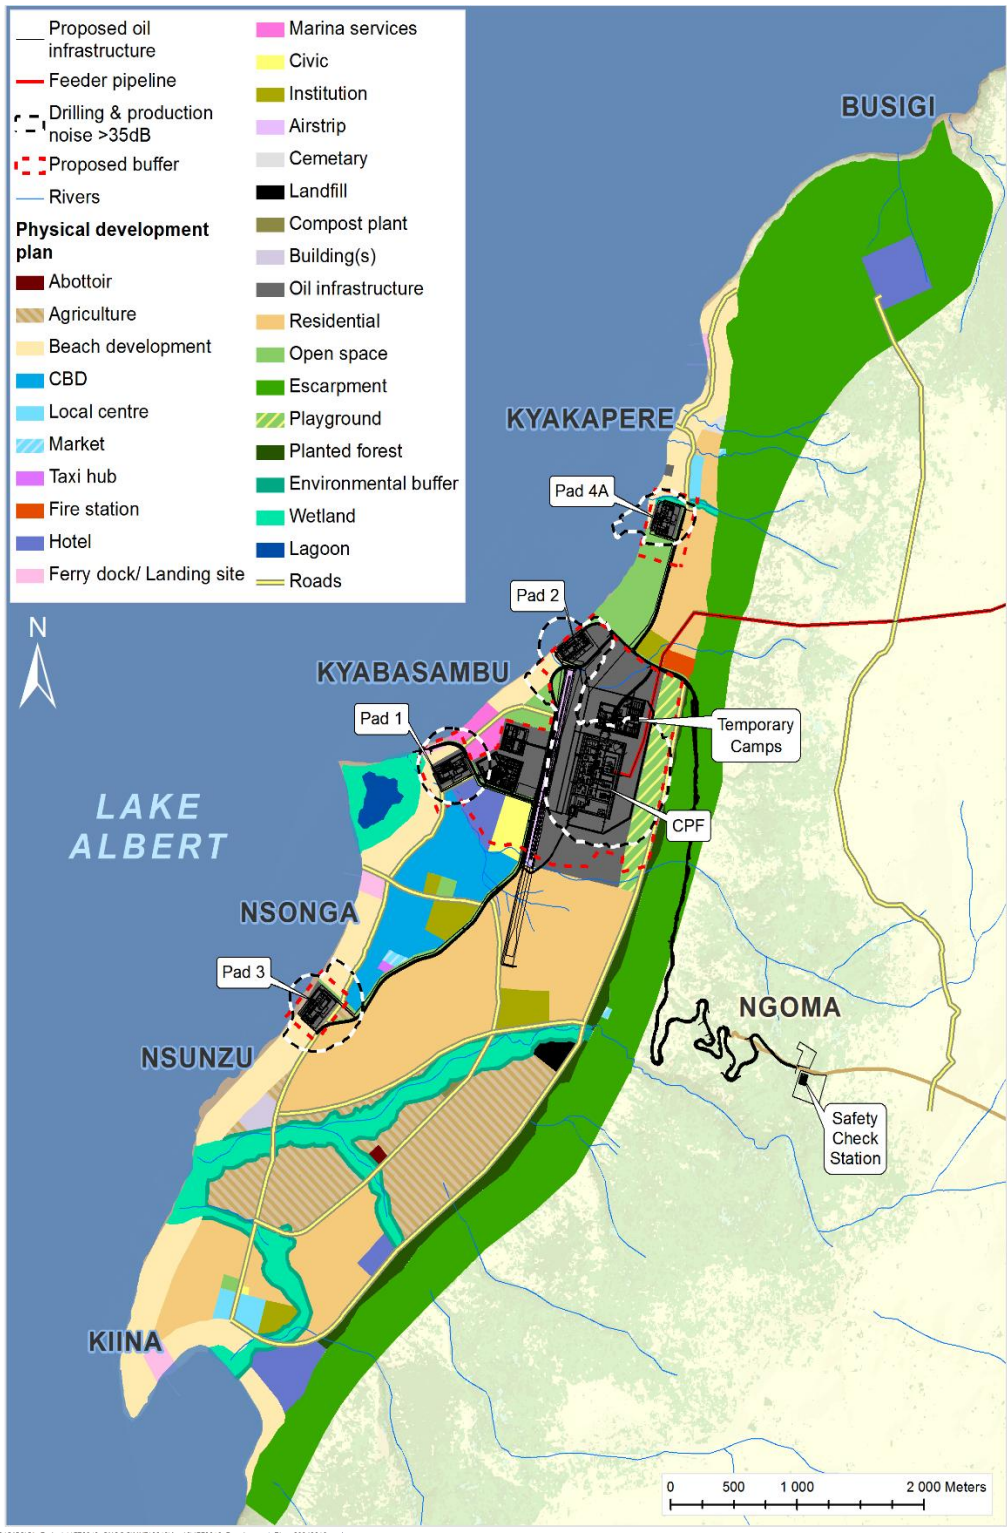 Proposed oil
infrastructure
Feeder pipeline
Drilling & production
noise >35dB
Proposed buffer
Rivers
Physical development
plan
Abottoir
Agriculture
Beach development
CBD
Local centre
Market
Taxi hub
Fire station
Hotel
Ferry dock/ Landing site
Marina services
Civic
Institution
Airstrip
Cemetary
Landfill
Compost plant
Building(s)
Oil infrastructure
Residential
Open space
Escarpment
Playground
Planted forest
Environmental buffer
Wetland
Lagoon
Roads
BUSIGI
KYAKAPERE
Pad 4A
Pad 2
N
KYABASAMBU
Pad 1
Temporary
Camps
LAKE
ALBERT
CPF
NSONGA
Pad 3
NGOMA
NSUNZU
Safety
Check
Station
KIINA
0 500 1 000 2 000 Meters